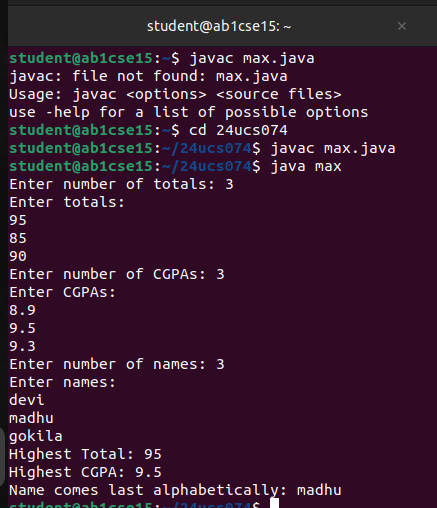 student@ab1cse15: ~
student@ab1cse15:~$ javac max.java
javac: file not found: max.java
Usage: javac <options> <source files>
use -help for a list of possible options
student@ab1cse15:~$ cd 24ucs074
student@ab1cse15:~/24ucs074$ javac max.java
student@ab1cse15:~/24ucs074$ java max
Enter number of totals: 3
Enter totals:
95
85
90
Enter number of CGPAs: 3
Enter CGPAs:
8.9
9.5
9.3
Enter number of names: 3
Enter names:
devi
madhu
gokila
Highest Total: 95
Highest CGPA: 9.5
Name comes last alphabetically: madhu
student@ab1cse15:~/24ucs074$